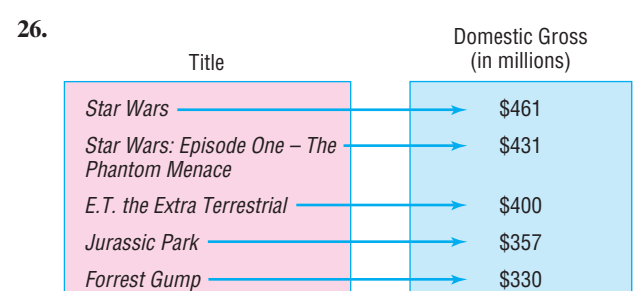 26.
Title
Domestic Gross
(in millions)
Star Wars
$461
Star Wars: Episode One – The
Phantom Menace
$431
E.T. the Extra Terrestrial
$400
Jurassic Park
$357
Forrest Gump
$330